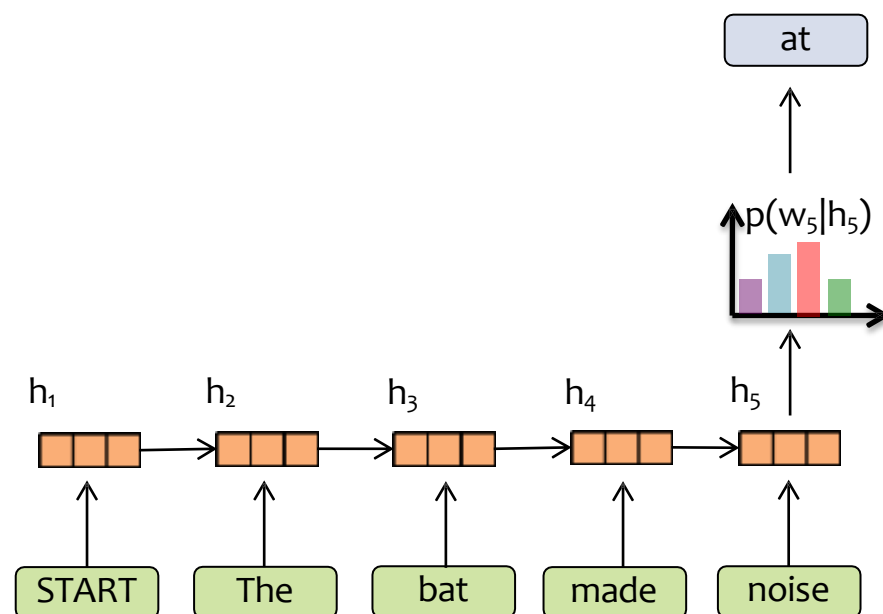 at
p(w₅|h₅)
h₁ h₂ h₃ h₄ h₅
START The bat made noise